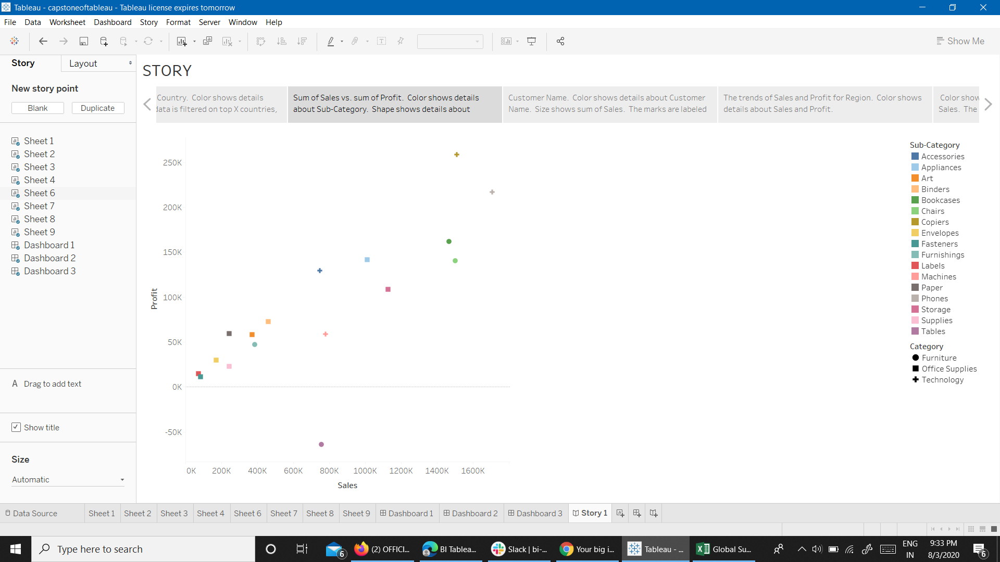 Tableau - capstoneoftableau - Tableau license expires tomorrow
File Data Worksheet Dashboard Story Format Server Window Help
Show Me
Story Layout
New story point
Blank Duplicate
Sheet 1
Sheet 2
Sheet 3
Sheet 4
Sheet 6
Sheet 7
Sheet 8
Sheet 9
Dashboard 1
Dashboard 2
Dashboard 3
A Drag to add text
Show title
Size
Automatic
STORY
Country. Color shows details
data is filtered on top X countries,
Sum of Sales vs. sum of Profit. Color shows details
about Sub-Category. Shape shows details about
Customer Name. Color shows details about Customer
Name. Size shows sum of Sales. The marks are labeled
The trends of Sales and Profit for Region. Color shows
details about Sales and Profit.
Color show
Sales. The
Profit
250K
200K
150K
100K
50K
0K
-50K
0K 200K 400K 600K 800K 1000K 1200K 1400K 1600K
Sales
Sub-Category
Accessories
Appliances
Art
Binders
Bookcases
Chairs
Copiers
Envelopes
Fasteners
Furnishings
Labels
Machines
Paper
Phones
Storage
Supplies
Tables
Category
Furniture
Office Supplies
Technology
Data Source Sheet 1 Sheet 2 Sheet 3 Sheet 4 Sheet 6 Sheet 7 Sheet 8 Sheet 9 Dashboard 1 Dashboard 2 Dashboard 3 Story 1
Type here to search
6
(2) OFFICI...
BI Tablea...
Slack | bi-...
Your big i...
Tableau - ...
Global Su...
ENG
IN
9:33 PM
8/3/2020
6